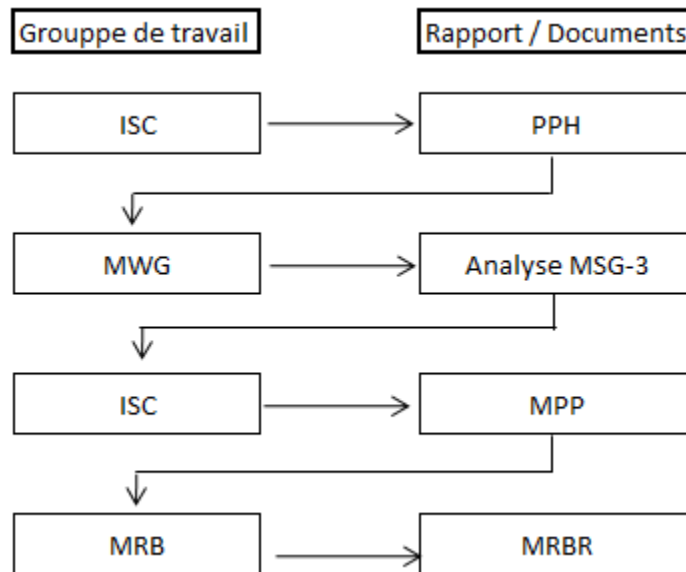 Grouppe de travail
Rapport / Documents
ISC
PPH
MWG
Analyse MSG-3
ISC
MPP
MRB
MRBR